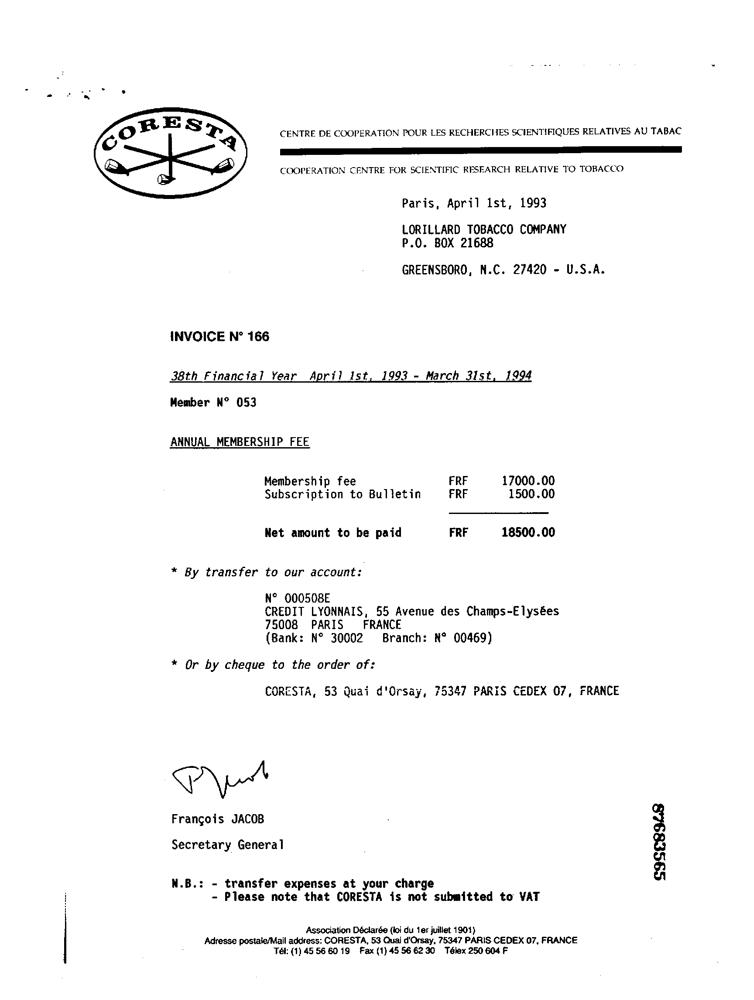 CORESTA
CENTRE DE COOPERATION POUR LES RECHERCHES SCIENTIFIQUES RELATIVES AU TABAC
COOPERATION CENTRE FOR SCIENTIFIC RESEARCH RELATIVE TO TOBACCO
Paris, April 1st, 1993
LORILLARD TOBACCO COMPANY
P.O. BOX 21688
GREENSBORO, N.C. 27420 - U.S.A.
INVOICE N° 166
38th Financial Year April 1st, 1993 - March 31st, 1994
Member N° 053
ANNUAL MEMBERSHIP FEE
Membership fee FRF 17000.00
Subscription to Bulletin FRF 1500.00
Net amount to be paid FRF 18500.00
* By transfer to our account:
N° 000508E
CREDIT LYONNAIS, 55 Avenue des Champs-Elysées
75008 PARIS FRANCE
(Bank: N° 30002 Branch: N° 00469)
* Or by cheque to the order of:
CORESTA, 53 Quai d'Orsay, 75347 PARIS CEDEX 07, FRANCE
François JACOB
Secretary General
N.B.: - transfer expenses at your charge
- Please note that CORESTA is not submitted to VAT
87683565
Association Déclarée (loi du 1er juillet 1901)
Adresse postale/Mail address: CORESTA, 53 Quai d'Orsay, 75347 PARIS CEDEX 07, FRANCE
Tél: (1) 45 56 60 19 Fax (1) 45 56 62 30 Télex 250 604 F